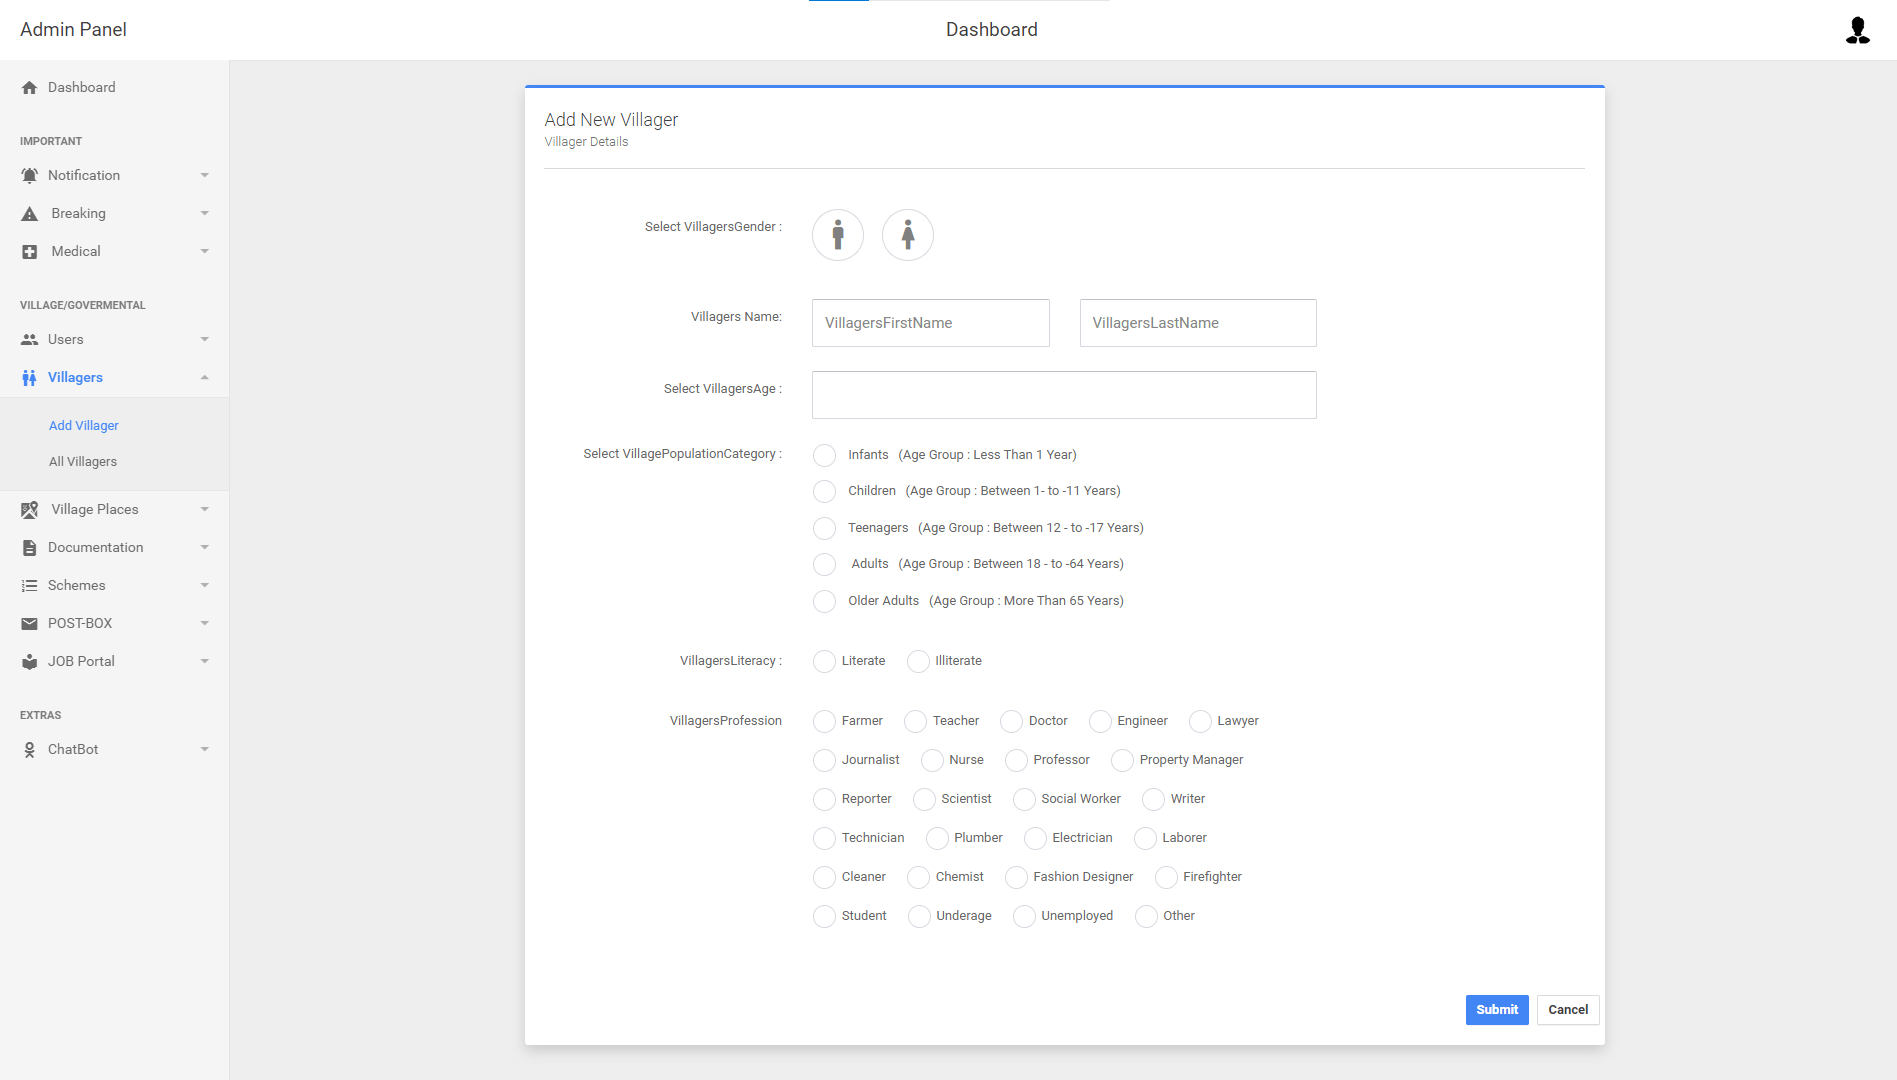 Admin Panel
Dashboard
Dashboard
IMPORTANT
Notification
Breaking
Medical
VILLAGE/GOVERMENTAL
Users
Villagers
Add Villager
All Villagers
Village Places
Documentation
Schemes
POST-BOX
JOB Portal
EXTRAS
ChatBot
Add New Villager
Villager Details
Select VillagersGender :
Villagers Name: VillagersFirstName VillagersLastName
Select VillagersAge :
Select VillagePopulationCategory : Infants (Age Group : Less Than 1 Year)
Children (Age Group : Between 1- to -11 Years)
Teenagers (Age Group : Between 12 - to -17 Years)
Adults (Age Group : Between 18 - to -64 Years)
Older Adults (Age Group : More Than 65 Years)
VillagersLiteracy : Literate Illiterate
VillagersProfession Farmer Teacher Doctor Engineer Lawyer
Journalist Nurse Professor Property Manager
Reporter Scientist Social Worker Writer
Technician Plumber Electrician Laborer
Cleaner Chemist Fashion Designer Firefighter
Student Underage Unemployed Other
Submit Cancel